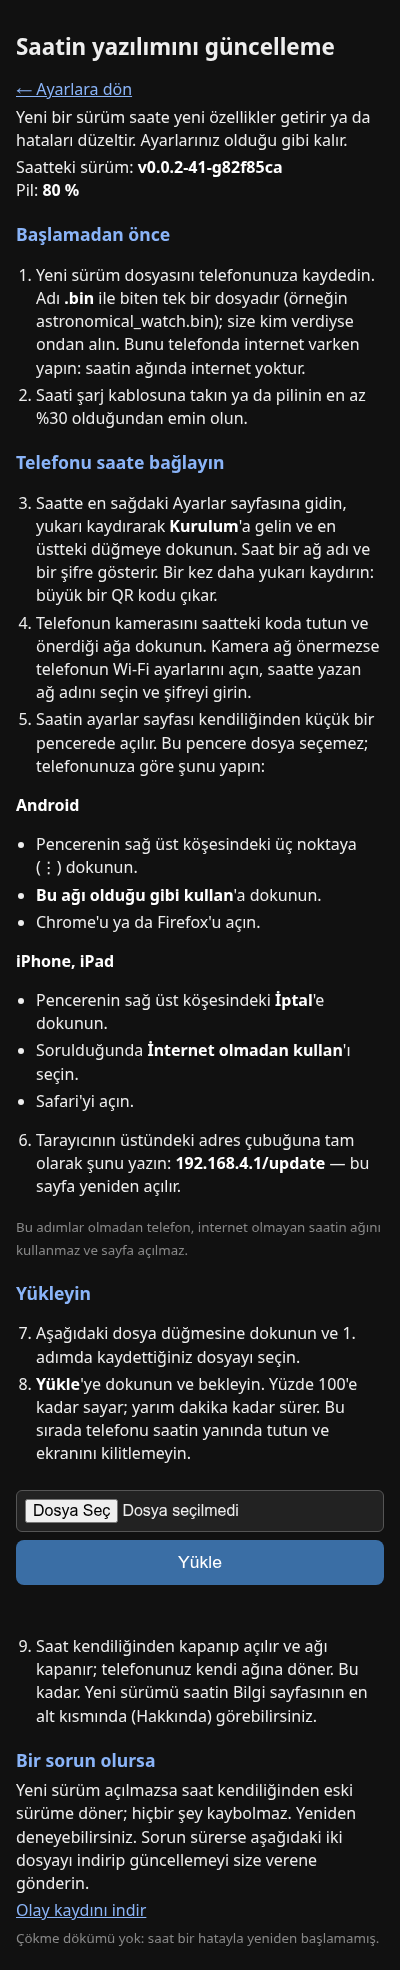 Saatin yazılımını güncelleme
← Ayarlara dön
Yeni bir sürüm saate yeni özellikler getirir ya da
hataları düzeltir. Ayarlarınız olduğu gibi kalır.
Saatteki sürüm: v0.0.2-41-g82f85ca
Pil: 80 %
Başlamadan önce
1. Yeni sürüm dosyasını telefonunuza kaydedin.
Adı .bin ile biten tek bir dosyadır (örneğin
astronomical_watch.bin); size kim verdiyse
ondan alın. Bunu telefonda internet varken
yapın: saatin ağında internet yoktur.
2. Saati şarj kablosuna takın ya da pilinin en az
%30 olduğundan emin olun.
Telefonu saate bağlayın
3. Saatte en sağdaki Ayarlar sayfasına gidin,
yukarı kaydırarak Kurulum'a gelin ve en
üstteki düğmeye dokunun. Saat bir ağ adı ve
bir şifre gösterir. Bir kez daha yukarı kaydırın:
büyük bir QR kodu çıkar.
4. Telefonun kamerasını saatteki koda tutun ve
önerdiği ağa dokunun. Kamera ağ önermezse
telefonun Wi-Fi ayarlarını açın, saatte yazan
ağ adını seçin ve şifreyi girin.
5. Saatin ayarlar sayfası kendiliğinden küçük bir
pencerede açılır. Bu pencere dosya seçemez;
telefonunuza göre şunu yapın:
Android
• Pencerenin sağ üst köşesindeki üç noktaya
(⋮) dokunun.
• Bu ağı olduğu gibi kullan'a dokunun.
• Chrome'u ya da Firefox'u açın.
iPhone, iPad
• Pencerenin sağ üst köşesindeki İptal'e
dokunun.
• Sorulduğunda İnternet olmadan kullan'ı
seçin.
• Safari'yi açın.
6. Tarayıcının üstündeki adres çubuğuna tam
olarak şunu yazın: 192.168.4.1/update — bu
sayfa yeniden açılır.
Bu adımlar olmadan telefon, internet olmayan saatin ağını
kullanmaz ve sayfa açılmaz.
Yükleyin
7. Aşağıdaki dosya düğmesine dokunun ve 1.
adımda kaydettiğiniz dosyayı seçin.
8. Yükle'ye dokunun ve bekleyin. Yüzde 100'e
kadar sayar; yarım dakika kadar sürer. Bu
sırada telefonu saatin yanında tutun ve
ekranını kilitlemeyin.
Dosya Seç Dosya seçilmedi
Yükle
9. Saat kendiliğinden kapanıp açılır ve ağı
kapanır; telefonunuz kendi ağına döner. Bu
kadar. Yeni sürümü saatin Bilgi sayfasının en
alt kısmında (Hakkında) görebilirsiniz.
Bir sorun olursa
Yeni sürüm açılmazsa saat kendiliğinden eski
sürüme döner; hiçbir şey kaybolmaz. Yeniden
deneyebilirsiniz. Sorun sürerse aşağıdaki iki
dosyayı indirip güncellemeyi size verene
gönderin.
Olay kaydını indir
Çökme dökümü yok: saat bir hatayla yeniden başlamamış.